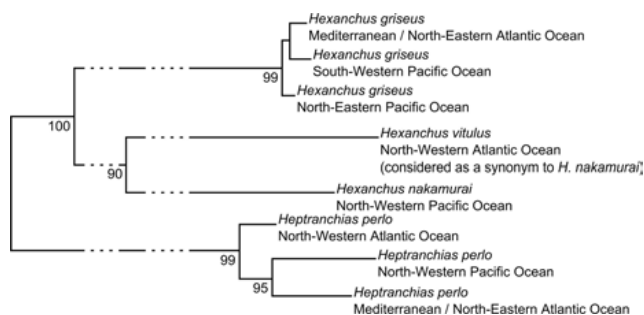 Hexanchus griseus
Mediterranean / North-Eastern Atlantic Ocean
Hexanchus griseus
South-Western Pacific Ocean
99
Hexanchus griseus
North-Eastern Pacific Ocean
100
Hexanchus vitulus
North-Western Atlantic Ocean
(considered as a synonym to H. nakamurai)
90
Hexanchus nakamurai
North-Western Pacific Ocean
Heptranchias perlo
North-Western Atlantic Ocean
99
Heptranchias perlo
North-Western Pacific Ocean
95
Heptranchias perlo
Mediterranean / North-Eastern Atlantic Ocean